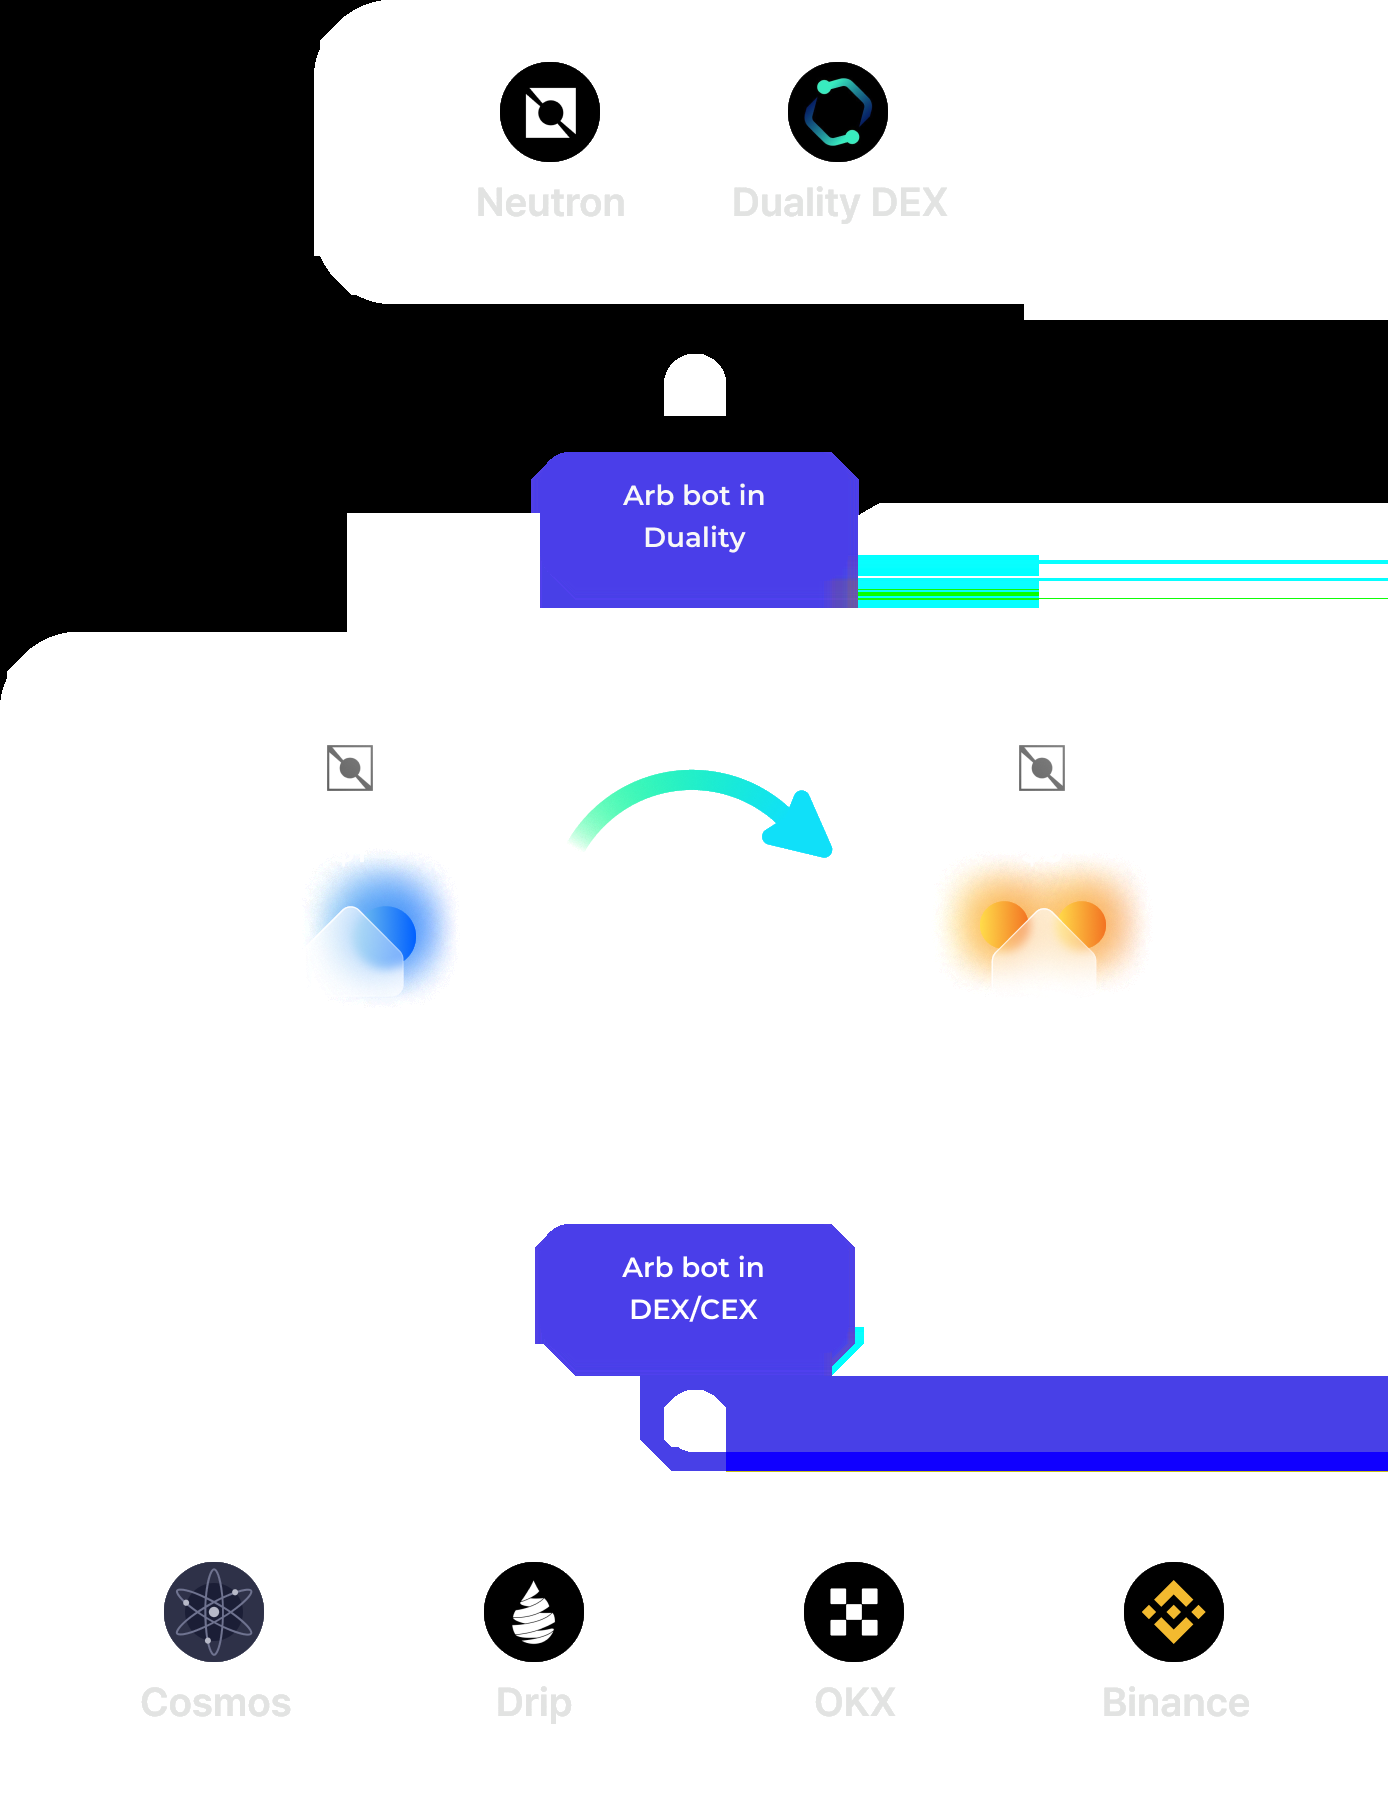 Neutron
Duality DEX
Arb bot in
Duality
Arb bot in
DEX/CEX
Cosmos
Drip
OKX
Binance